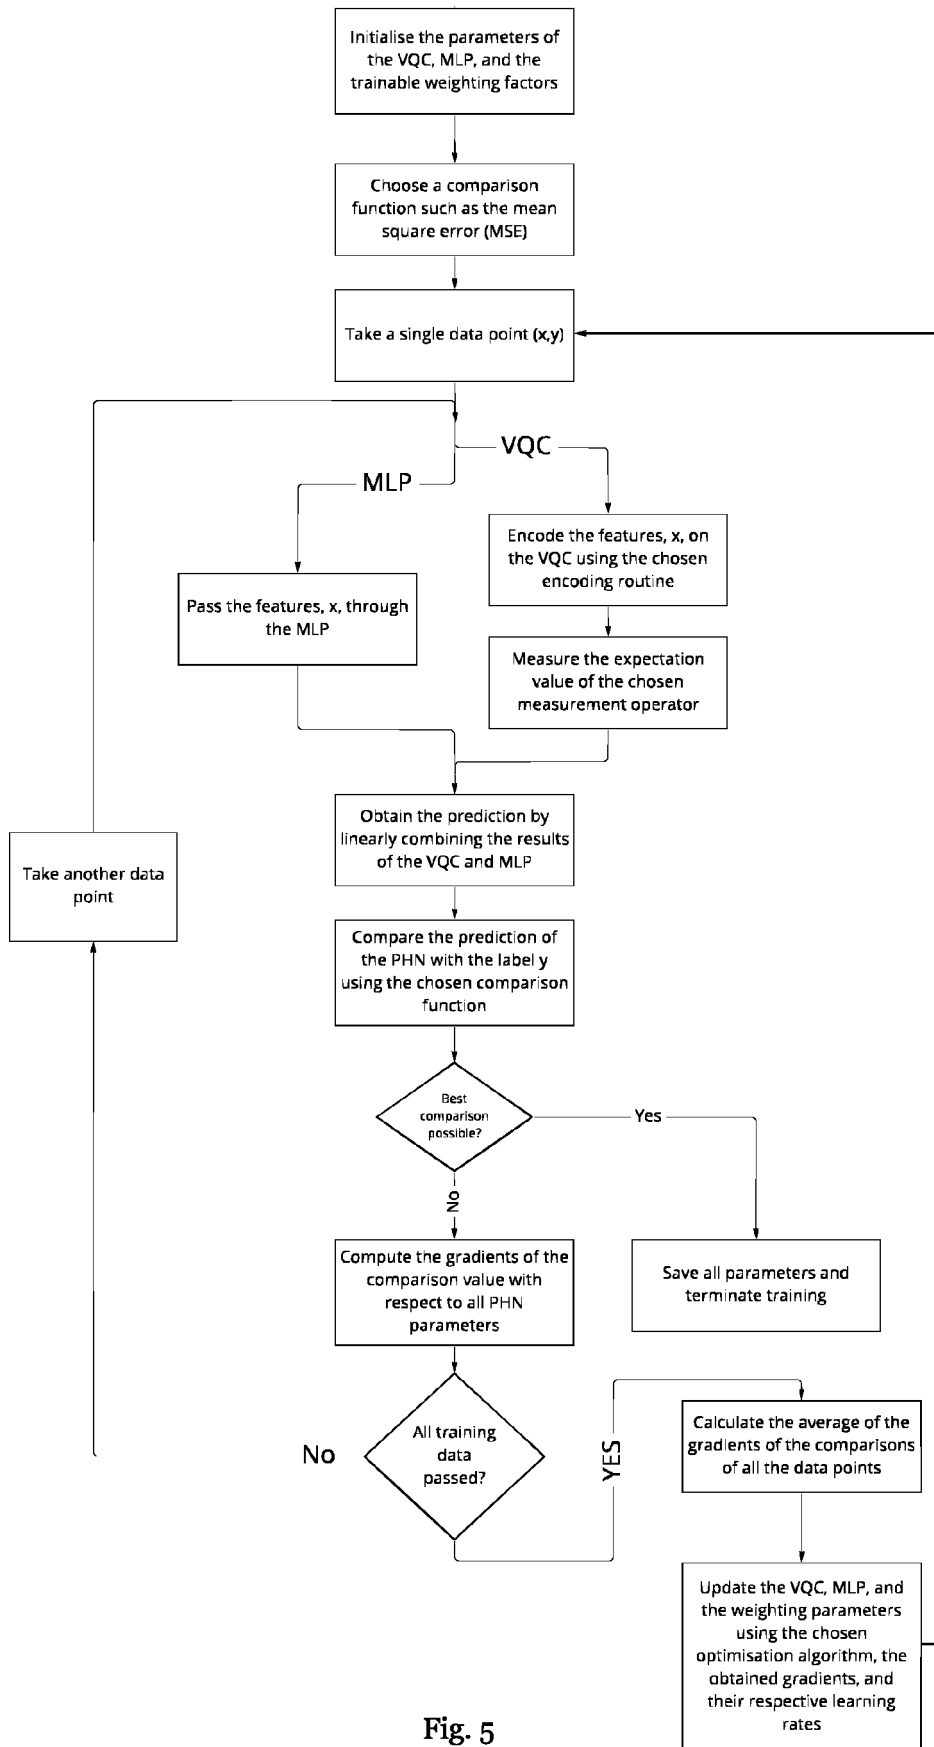 Initialise the parameters of
the VQC, MLP, and the
trainable weighting factors
Choose a comparison
function such as the mean
square error (MSE)
Take a single data point (x,y)
VQC
MLP
Encode the features, x, on
the VQC using the chosen
encoding routine
Pass the features, x, through
the MLP
Measure the expectation
value of the chosen
measurement operator
Obtain the prediction by
linearly combining the results
of the VQC and MLP
Take another data
point
Compare the prediction of
the PHN with the label y
using the chosen comparison
function
Best
comparison
possible?
Yes
No
Compute the gradients of the
comparison value with
respect to all PHN
parameters
Save all parameters and
terminate training
All training
data
passed?
No
YES
Calculate the average of the
gradients of the comparisons
of all the data points
Update the VQC, MLP, and
the weighting parameters
using the chosen
optimisation algorithm, the
obtained gradients, and
their respective learning
rates
Fig. 5